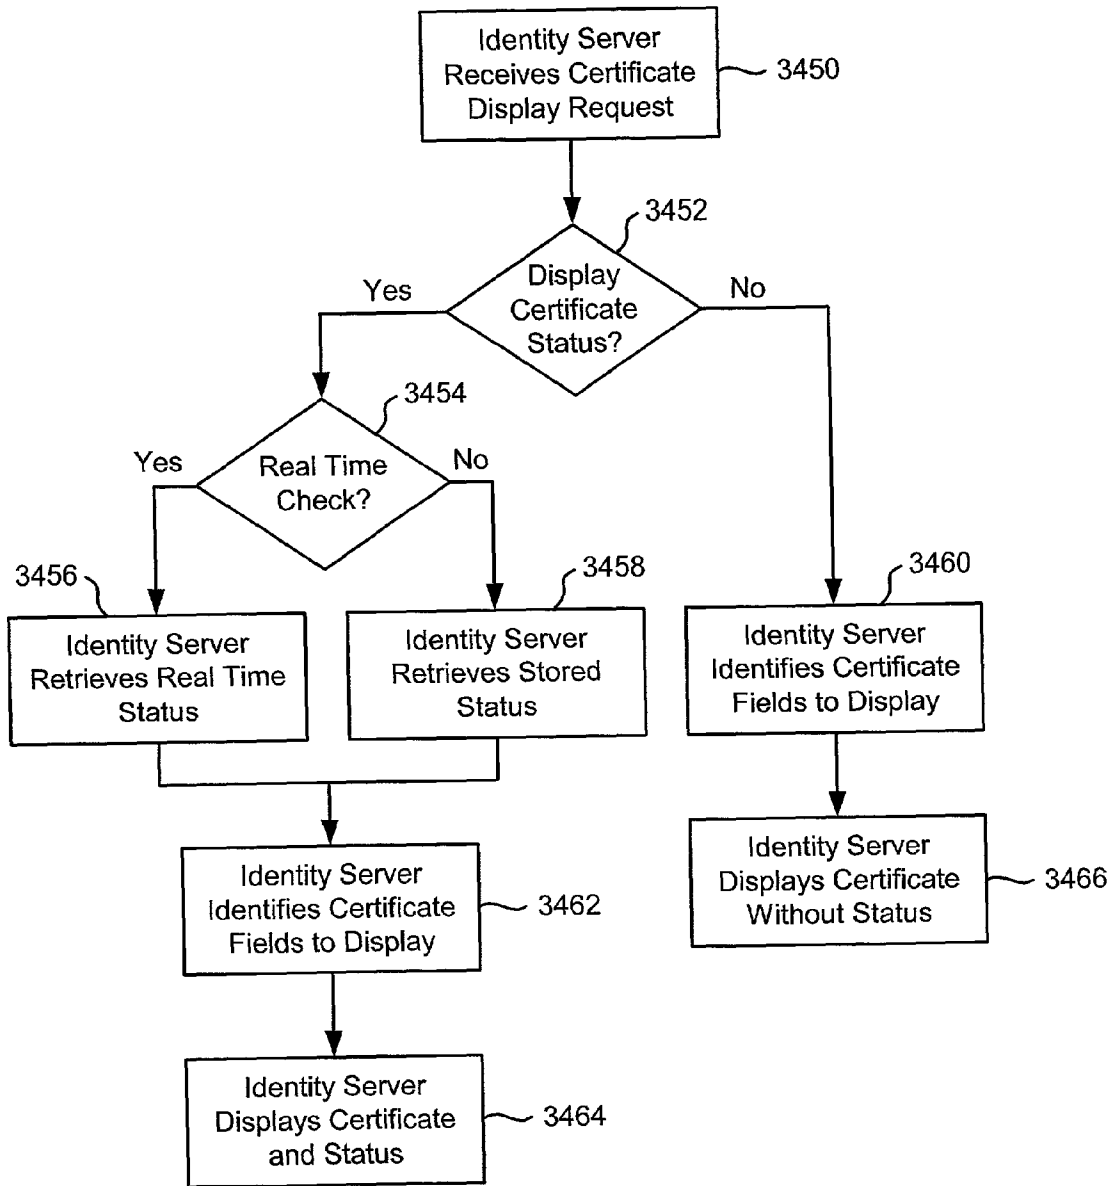 Identity Server
Receives Certificate
Display Request
3450
3452
Display
Certificate
Status?
Yes
No
3454
Real Time
Check?
Yes
No
3456
Identity Server
Retrieves Real Time
Status
3458
Identity Server
Retrieves Stored
Status
3460
Identity Server
Identifies Certificate
Fields to Display
Identity Server
Identifies Certificate
Fields to Display
3462
Identity Server
Displays Certificate
Without Status
3466
Identity Server
Displays Certificate
and Status
3464